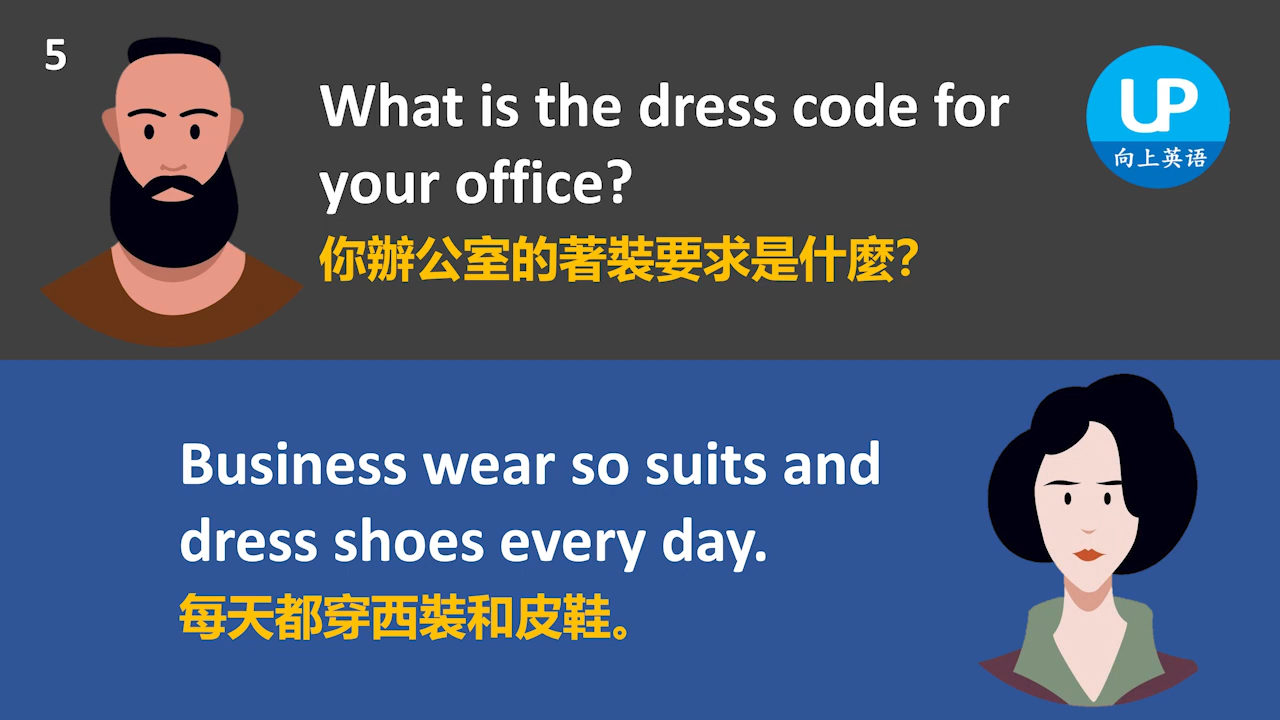 5
What is the dress code for
your office?
你辦公室的著裝要求是什麼?
UP
向上英语
Business wear so suits and
dress shoes every day.
每天都穿西裝和皮鞋。